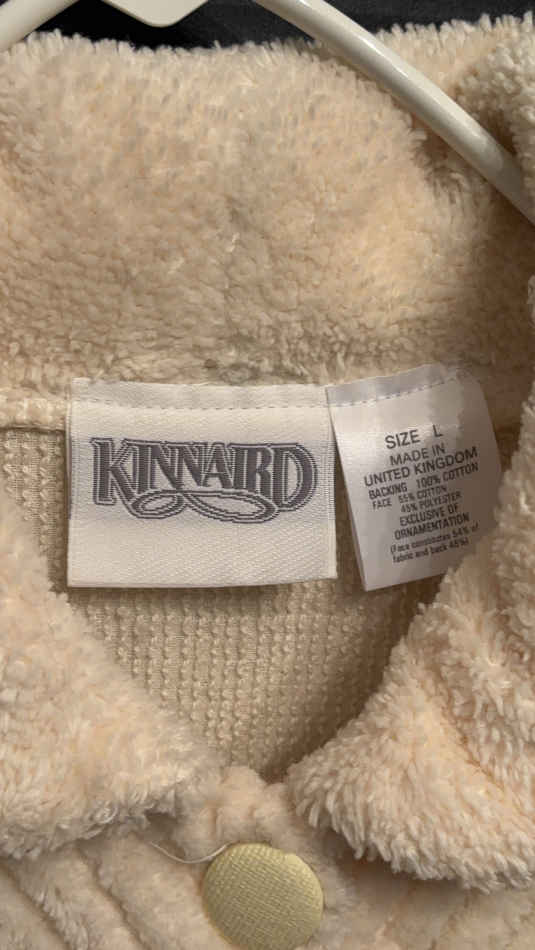 KINNAIRD
SIZE L
MADE IN
UNITED KINGDOM
BACKING 100% COTTON
FACE 55% COTTON
45% POLYESTER
EXCLUSIVE OF
ORNAMENTATION
(Face constitutes 54% of
fabric and back 46%)